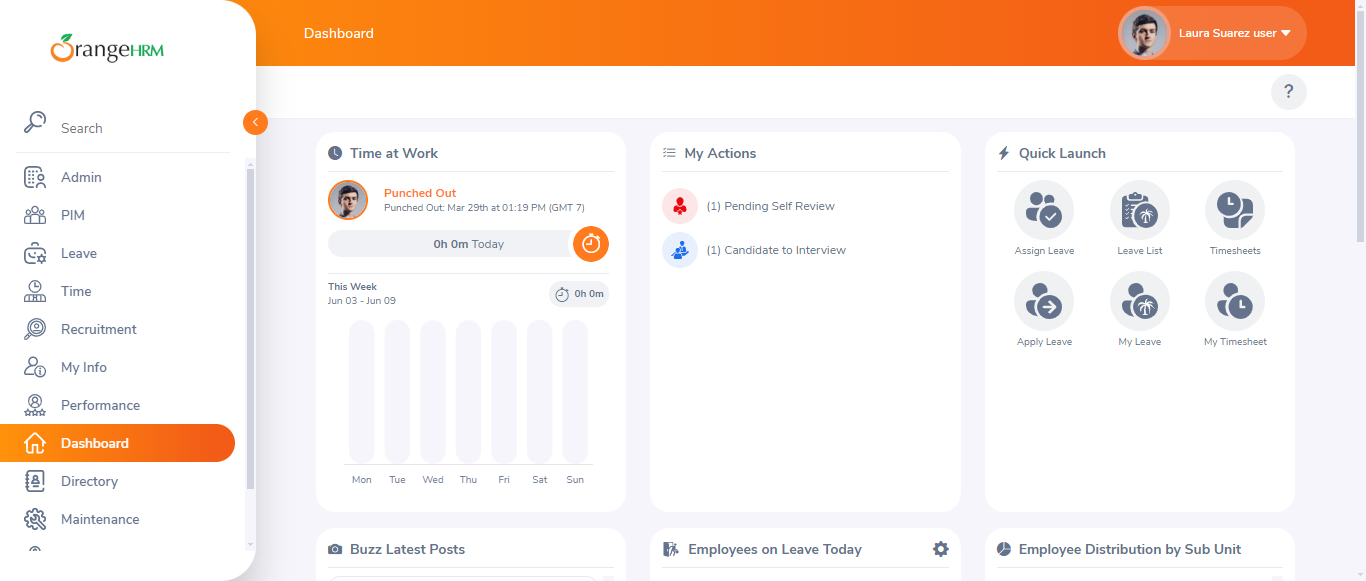 OrangeHRM
Dashboard
Laura Suarez user
?
Search
Admin
PIM
Leave
Time
Recruitment
My Info
Performance
Dashboard
Directory
Maintenance
Time at Work
Punched Out
Punched Out: Mar 29th at 01:19 PM (GMT 7)
0h 0m Today
This Week
Jun 03 - Jun 09
0h 0m
Mon Tue Wed Thu Fri Sat Sun
My Actions
(1) Pending Self Review
(1) Candidate to Interview
Quick Launch
Assign Leave Leave List Timesheets
Apply Leave My Leave My Timesheet
Buzz Latest Posts
Employees on Leave Today
Employee Distribution by Sub Unit